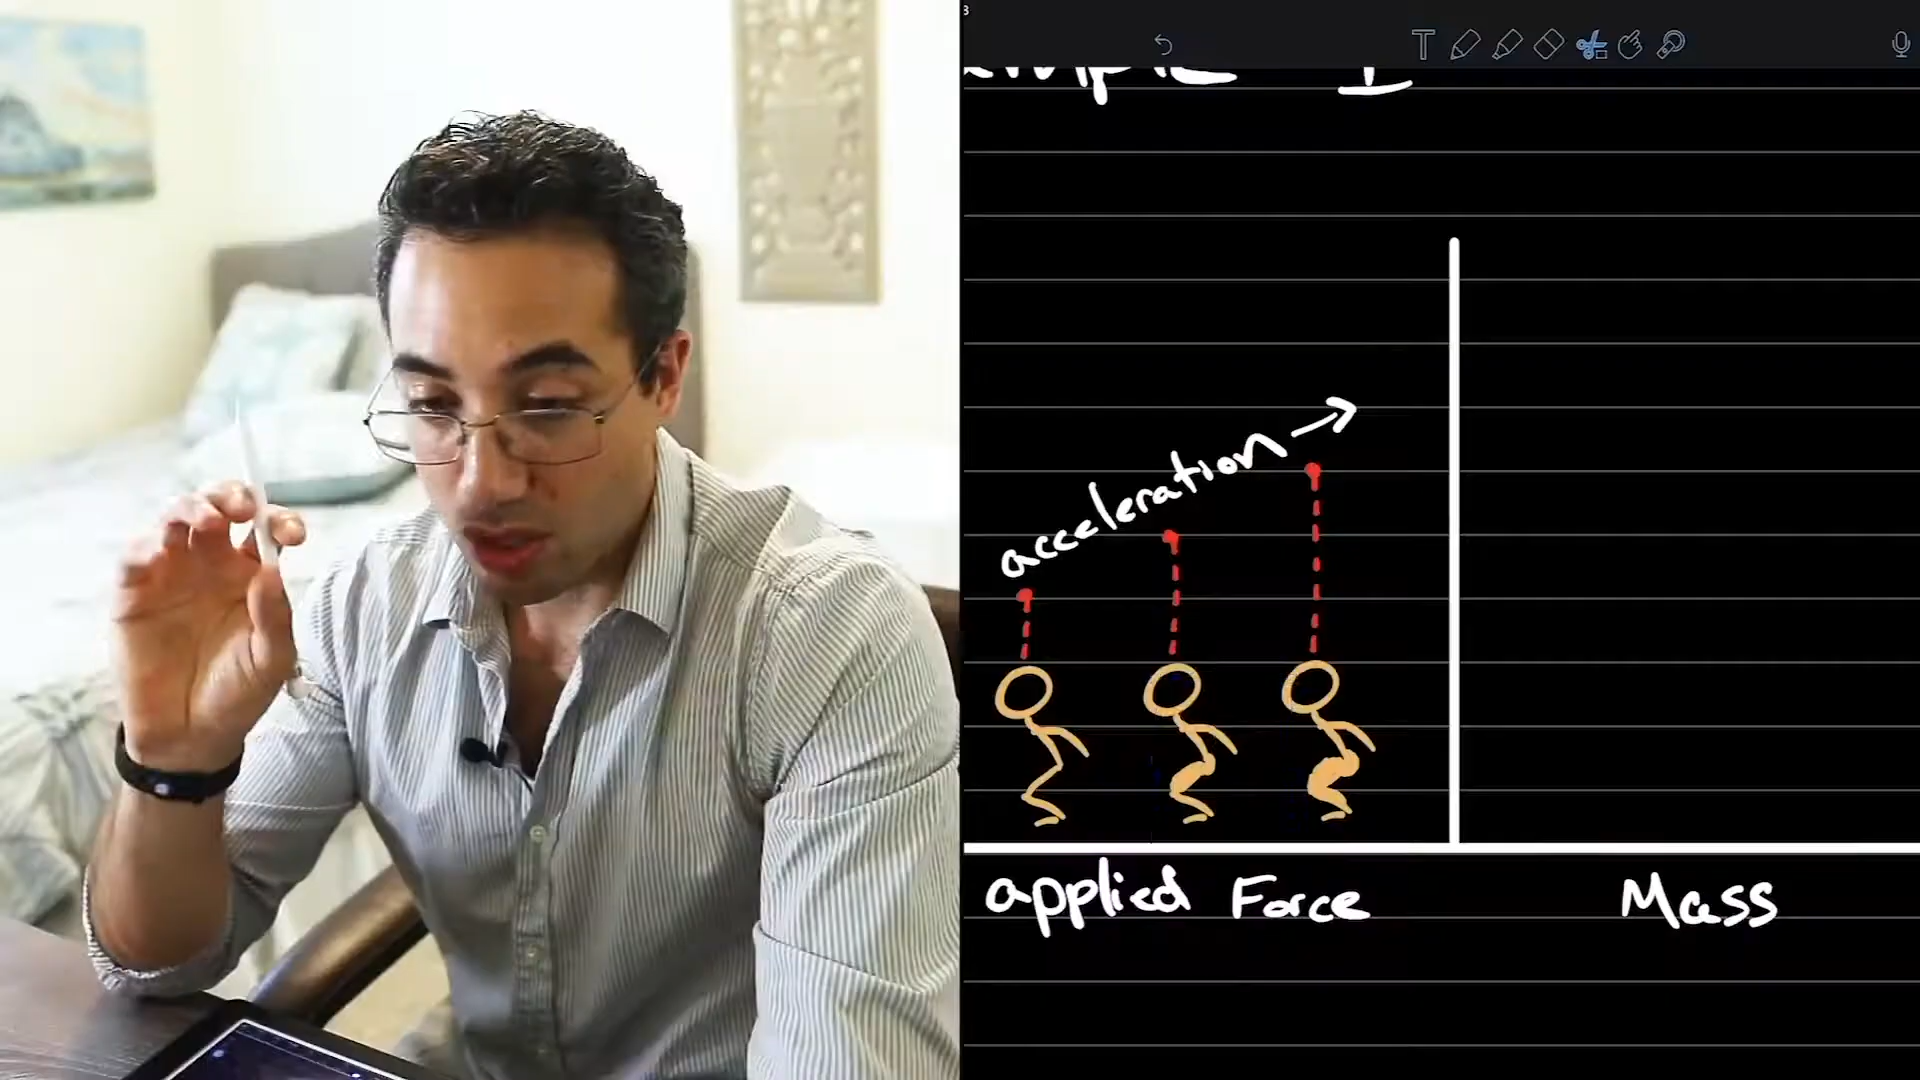 acceleration →
applied Force
Mass